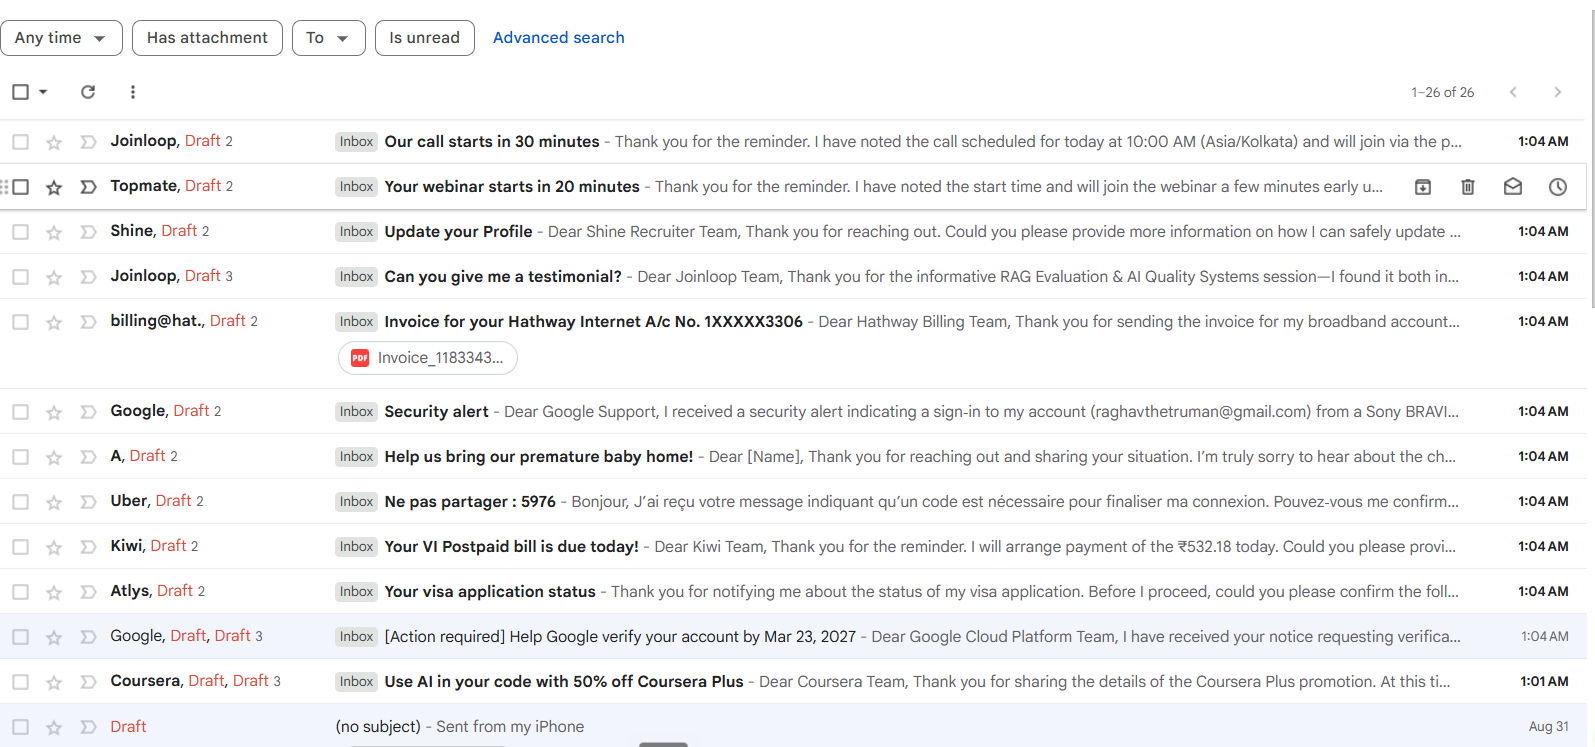 Any time Has attachment To Is unread Advanced search
1–26 of 26
Joinloop, Draft 2 Inbox Our call starts in 30 minutes - Thank you for the reminder. I have noted the call scheduled for today at 10:00 AM (Asia/Kolkata) and will join via the p... 1:04 AM
Topmate, Draft 2 Inbox Your webinar starts in 20 minutes - Thank you for the reminder. I have noted the start time and will join the webinar a few minutes early u...
Shine, Draft 2 Inbox Update your Profile - Dear Shine Recruiter Team, Thank you for reaching out. Could you please provide more information on how I can safely update ... 1:04 AM
Joinloop, Draft 3 Inbox Can you give me a testimonial? - Dear Joinloop Team, Thank you for the informative RAG Evaluation & AI Quality Systems session—I found it both in... 1:04 AM
billing@hat., Draft 2 Inbox Invoice for your Hathway Internet A/c No. 1XXXXX3306 - Dear Hathway Billing Team, Thank you for sending the invoice for my broadband account... 1:04 AM
PDF Invoice_1183343...
Google, Draft 2 Inbox Security alert - Dear Google Support, I received a security alert indicating a sign-in to my account (raghavthetruman@gmail.com) from a Sony BRAVI... 1:04 AM
A, Draft 2 Inbox Help us bring our premature baby home! - Dear [Name], Thank you for reaching out and sharing your situation. I'm truly sorry to hear about the ch... 1:04 AM
Uber, Draft 2 Inbox Ne pas partager : 5976 - Bonjour, J'ai reçu votre message indiquant qu'un code est nécessaire pour finaliser ma connexion. Pouvez-vous me confirm... 1:04 AM
Kiwi, Draft 2 Inbox Your VI Postpaid bill is due today! - Dear Kiwi Team, Thank you for the reminder. I will arrange payment of the ₹532.18 today. Could you please provi... 1:04 AM
Atlys, Draft 2 Inbox Your visa application status - Thank you for notifying me about the status of my visa application. Before I proceed, could you please confirm the foll... 1:04 AM
Google, Draft, Draft 3 Inbox [Action required] Help Google verify your account by Mar 23, 2027 - Dear Google Cloud Platform Team, I have received your notice requesting verifica... 1:04 AM
Coursera, Draft, Draft 3 Inbox Use AI in your code with 50% off Coursera Plus - Dear Coursera Team, Thank you for sharing the details of the Coursera Plus promotion. At this ti... 1:01 AM
Draft (no subject) - Sent from my iPhone Aug 31